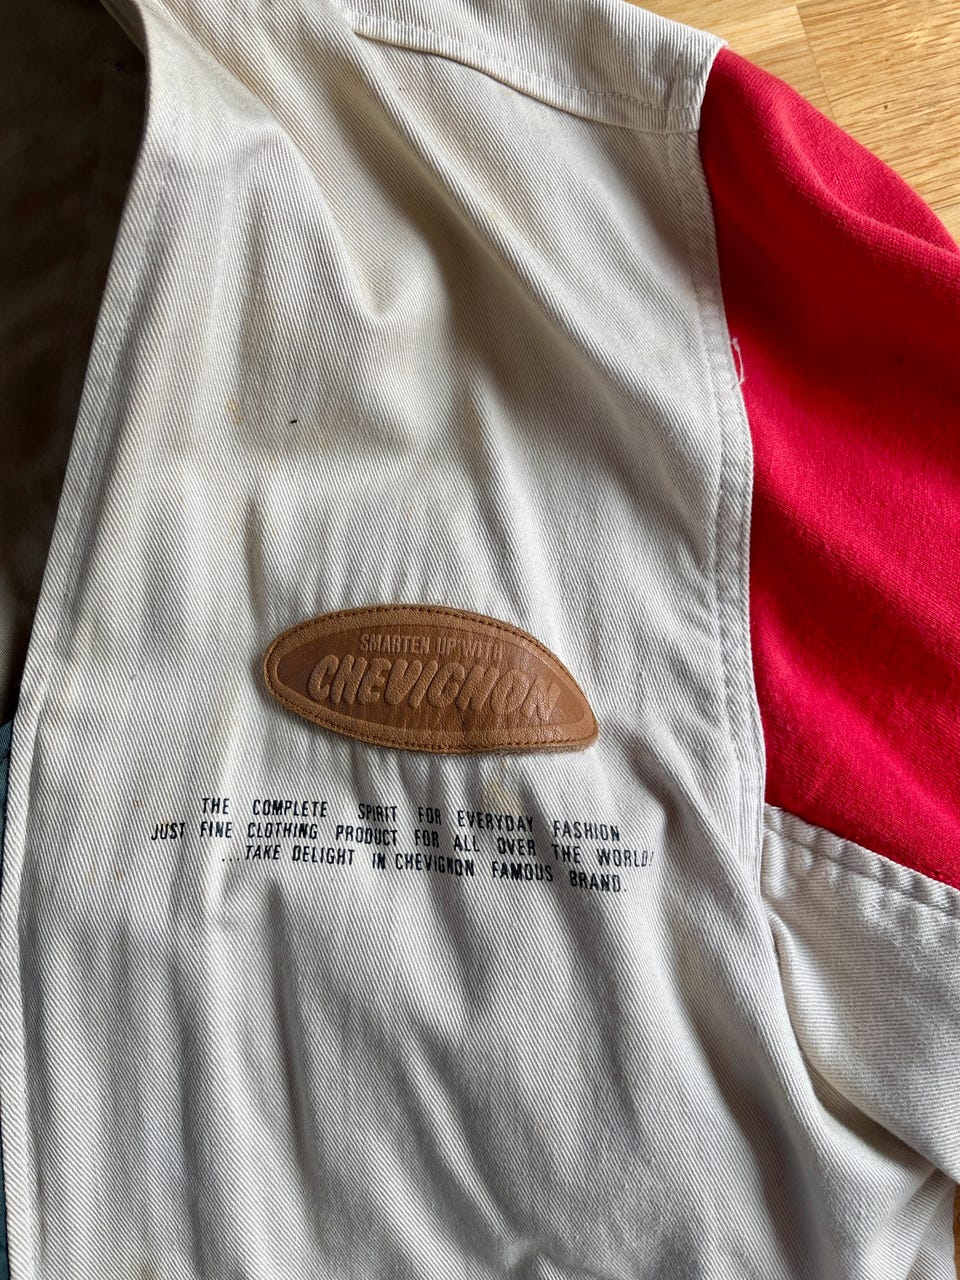 SMARTEN UP WITH
CHEVIGNON
THE COMPLETE SPIRIT FOR EVERYDAY FASHION
JUST FINE CLOTHING PRODUCT FOR ALL OVER THE WORLD!
...TAKE DELIGHT IN CHEVIGNON FAMOUS BRAND.